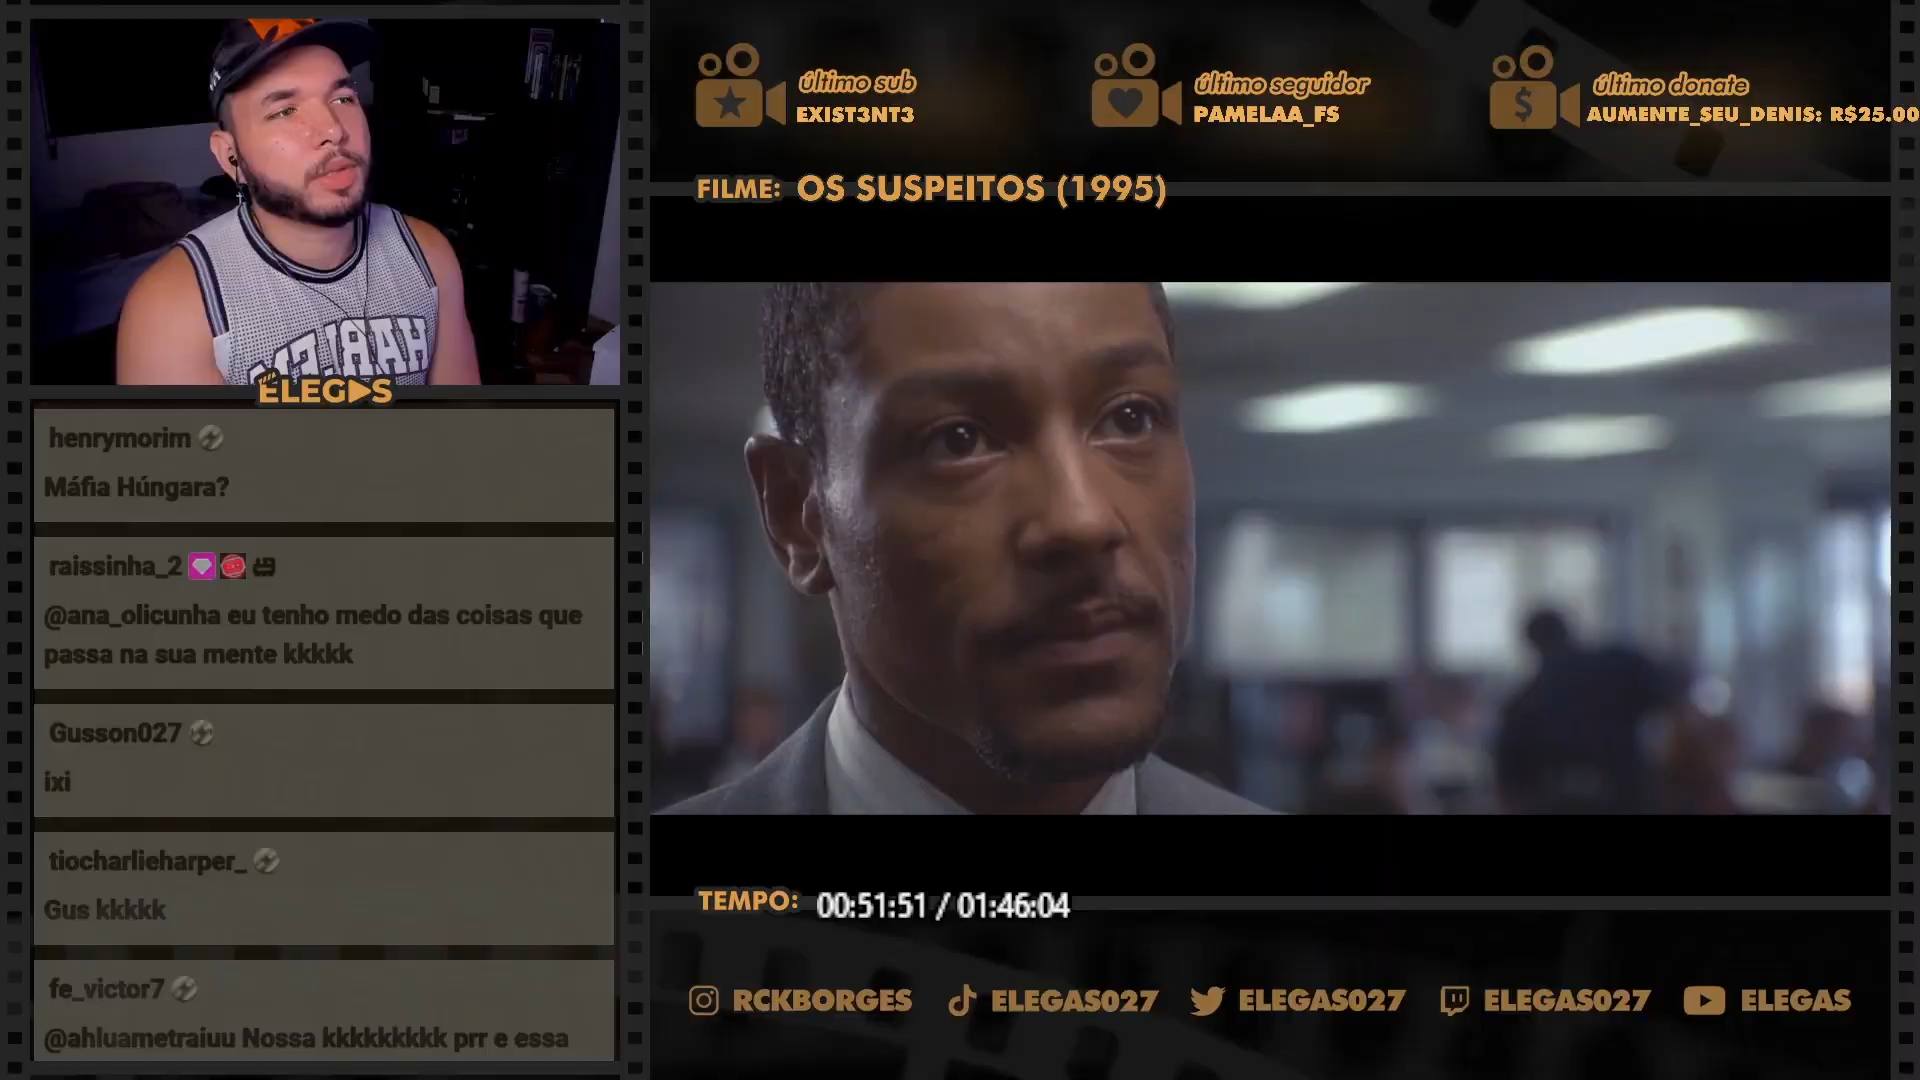 último sub
EXIST3NT3
último seguidor
PAMELAA_FS
último donate
AUMENTE_SEU_DENIS: R$25.00
FILME: OS SUSPEITOS (1995)
HARLEM
ELEGAS
henrymorim
Máfia Húngara?
raissinha_2
@ana_olicunha eu tenho medo das coisas que
passa na sua mente kkkkk
Gusson027
ixi
tiocharlieharper_
Gus kkkkk
fe_victor7
@ahluametraiuu Nossa kkkkkkkkk prr e essa
TEMPO: 00:51:51 / 01:46:04
RCKBORGES
ELEGAS027
ELEGAS027
ELEGAS027
ELEGAS